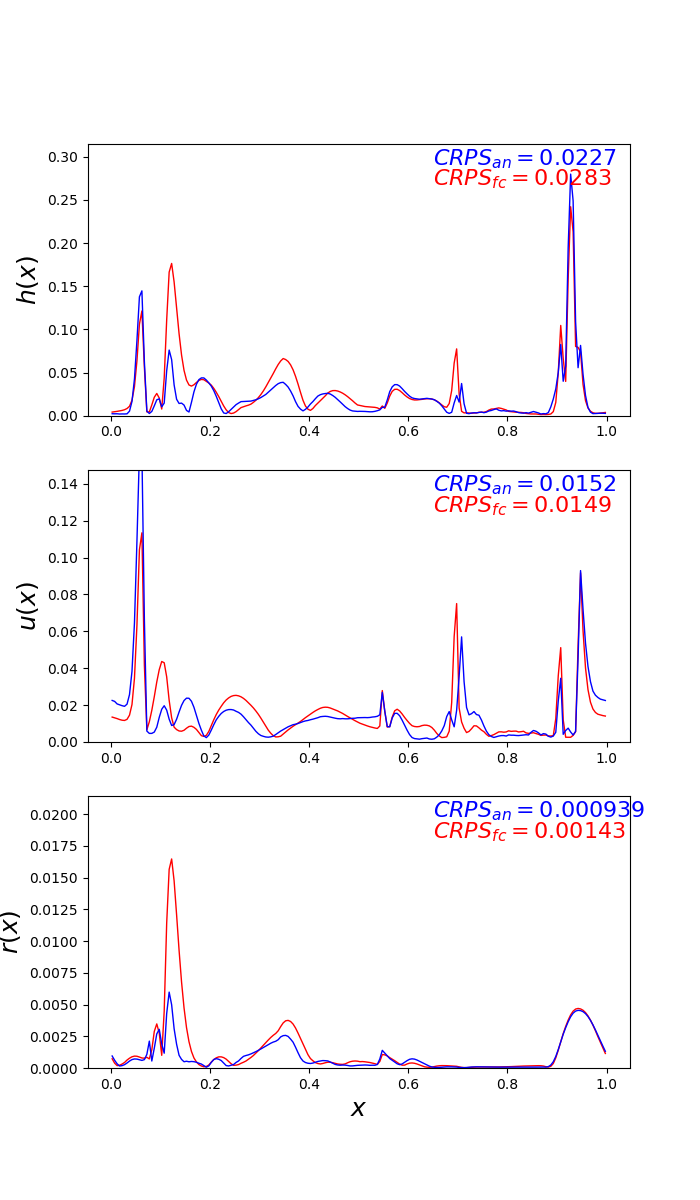 CRPS_an = 0.0227
CRPS_fc = 0.0283
h(x)
0.30
0.25
0.20
0.15
0.10
0.05
0.00
0.0 0.2 0.4 0.6 0.8 1.0
CRPS_an = 0.0152
CRPS_fc = 0.0149
u(x)
0.14
0.12
0.10
0.08
0.06
0.04
0.02
0.00
0.0 0.2 0.4 0.6 0.8 1.0
CRPS_an = 0.000939
CRPS_fc = 0.00143
r(x)
0.0200
0.0175
0.0150
0.0125
0.0100
0.0075
0.0050
0.0025
0.0000
0.0 0.2 0.4 0.6 0.8 1.0
x